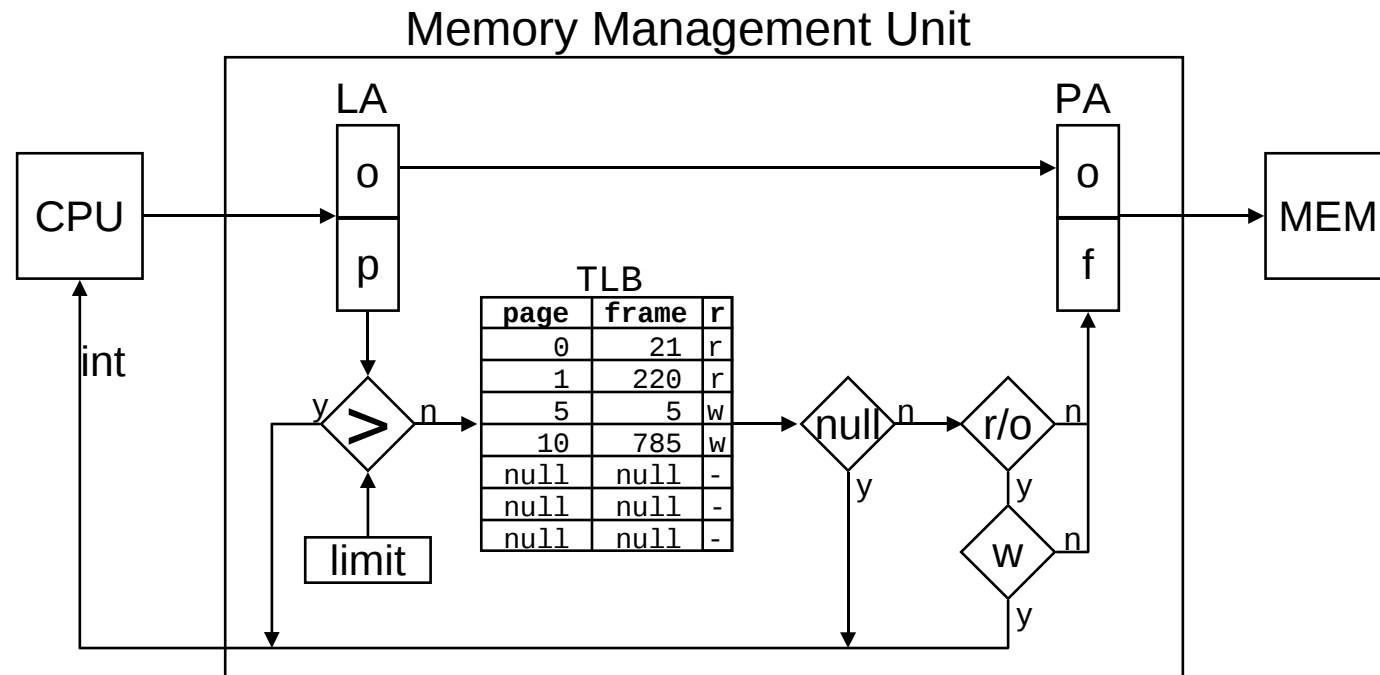 Memory Management Unit
LA
PA
o
o
CPU
MEM
p
f
TLB
page frame r
0 21 r
1 220 r
5 5 w
10 785 w
null null -
null null -
null null -
int
y
>
n
null
n
r/o
n
y
y
limit
w
n
y